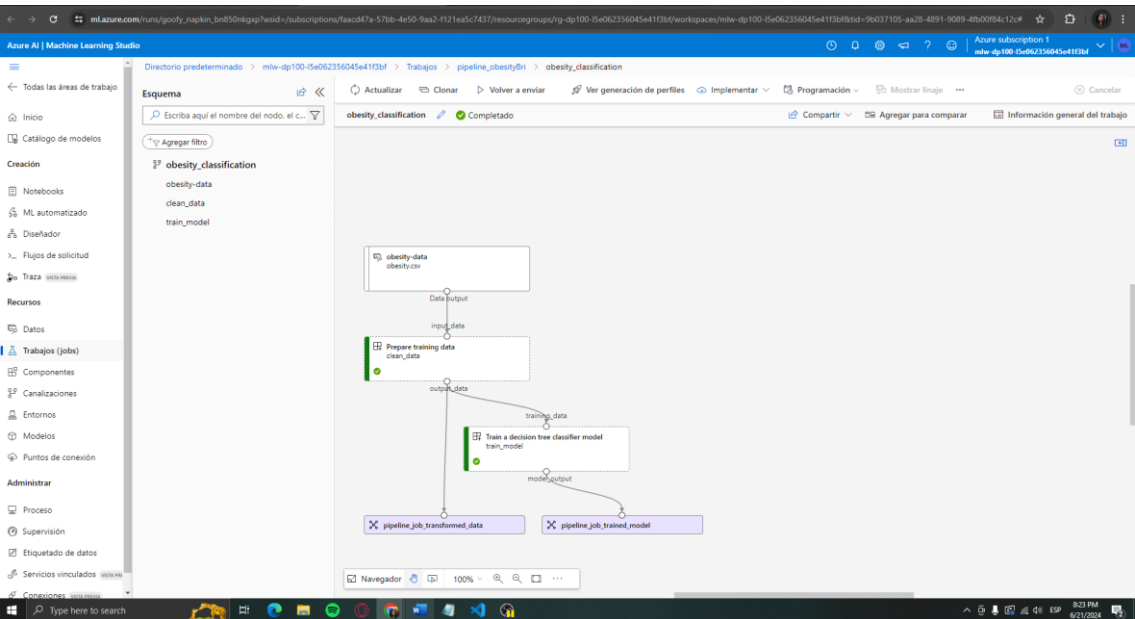 ml.azure.com/runs/goofy_napkin_bn850nkgxp?wsid=/subscriptions/faacd47a-57bb-4e50-9aa2-f121ea5c7437/resourcegroups/rg-dp100-l5e062356045e41f3bf/workspaces/mlw-dp100-l5e062356045e41f3bf&tid=9b037105-aa28-4891-9089-4fb00f84c12c#
Azure AI | Machine Learning Studio
Azure subscription 1
mlw-dp100-l5e062356045e41f3bf
Directorio predeterminado > mlw-dp100-l5e062356045e41f3bf > Trabajos > pipeline_obesityBri > obesity_classification
Todas las áreas de trabajo
Inicio
Catálogo de modelos
Creación
Notebooks
ML automatizado
Diseñador
Flujos de solicitud
Traza VISTA PREVIA
Recursos
Datos
Trabajos (jobs)
Componentes
Canalizaciones
Entornos
Modelos
Puntos de conexión
Administrar
Proceso
Supervisión
Etiquetado de datos
Servicios vinculados
Conexiones VISTA PREVIA
Esquema
Escriba aquí el nombre del nodo, el c...
Agregar filtro
obesity_classification
obesity-data
clean_data
train_model
Actualizar Clonar Volver a enviar Ver generación de perfiles Implementar Programación Mostrar linaje ... Cancelar
obesity_classification Completado Compartir Agregar para comparar Información general del trabajo
obesity-data
obesity.csv
Data output
input_data
Prepare training data
clean_data
output_data
training_data
Train a decision tree classifier model
train_model
model_output
pipeline_job_transformed_data
pipeline_job_trained_model
Navegador 100% ...
Type here to search
ESP
8:23 PM
6/21/2024